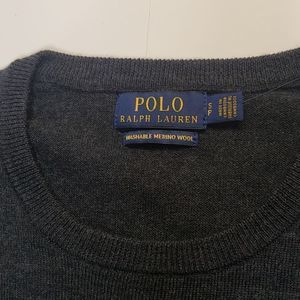 POLO
RALPH LAUREN
WASHABLE MERINO WOOL
S/P